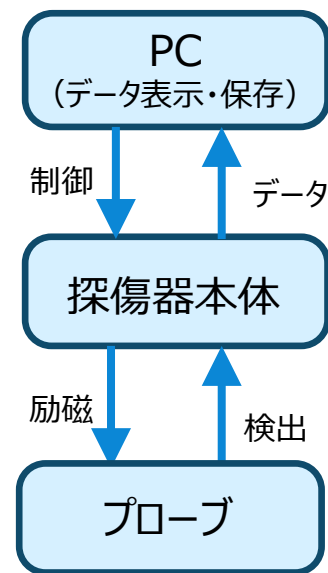 PC
（データ表示・保存）
制御
データ
探傷器本体
励磁
検出
プローブ